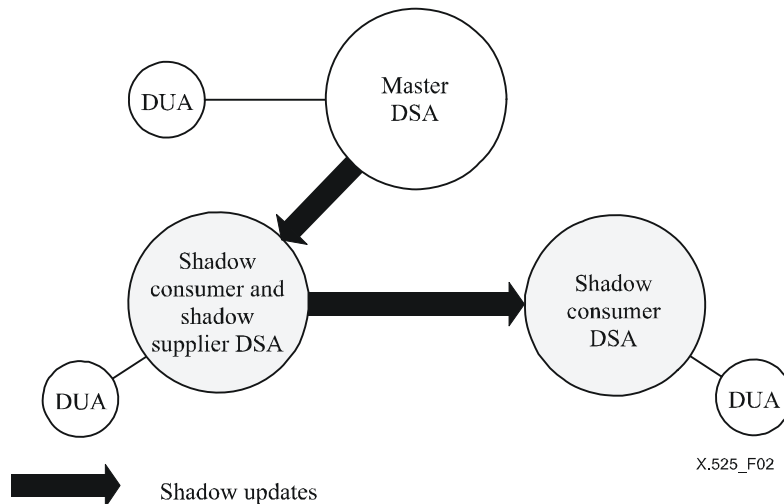 DUA
Master
DSA
Shadow
consumer and
shadow
supplier DSA
Shadow
consumer
DSA
DUA
DUA
X.525_F02
Shadow updates